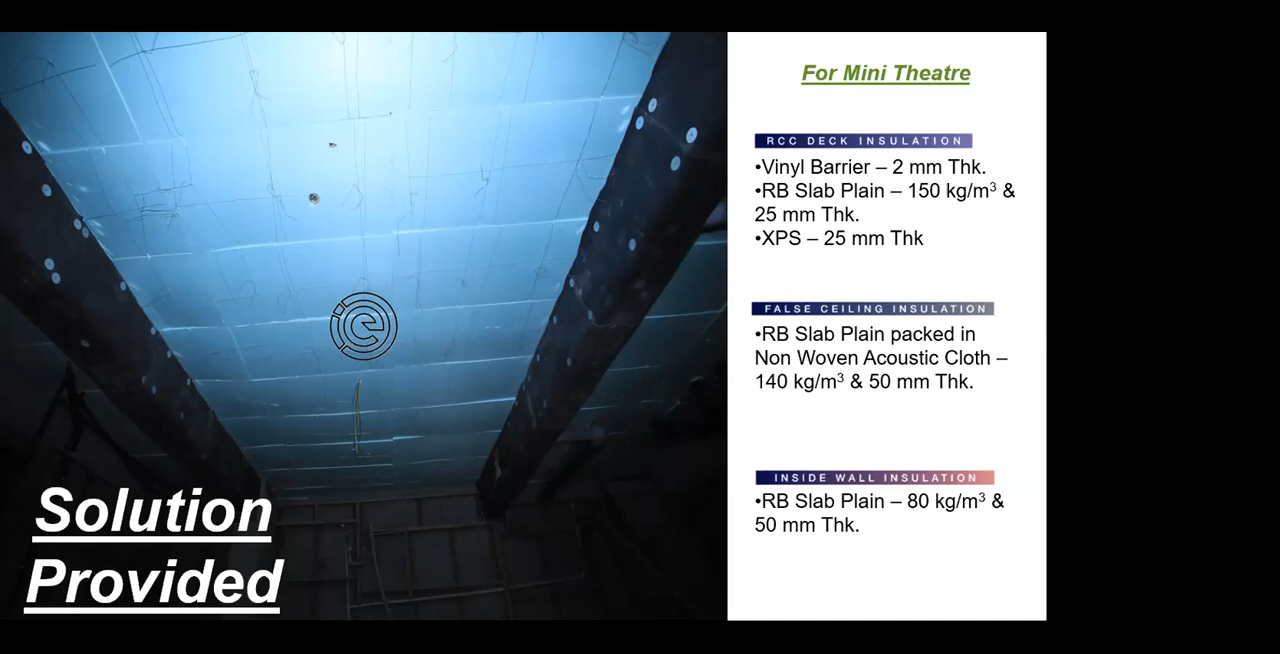 Solution
Provided
For Mini Theatre
RCC DECK INSULATION
•Vinyl Barrier – 2 mm Thk.
•RB Slab Plain – 150 kg/m³ &
25 mm Thk.
•XPS – 25 mm Thk
FALSE CEILING INSULATION
•RB Slab Plain packed in
Non Woven Acoustic Cloth –
140 kg/m³ & 50 mm Thk.
INSIDE WALL INSULATION
•RB Slab Plain – 80 kg/m³ &
50 mm Thk.